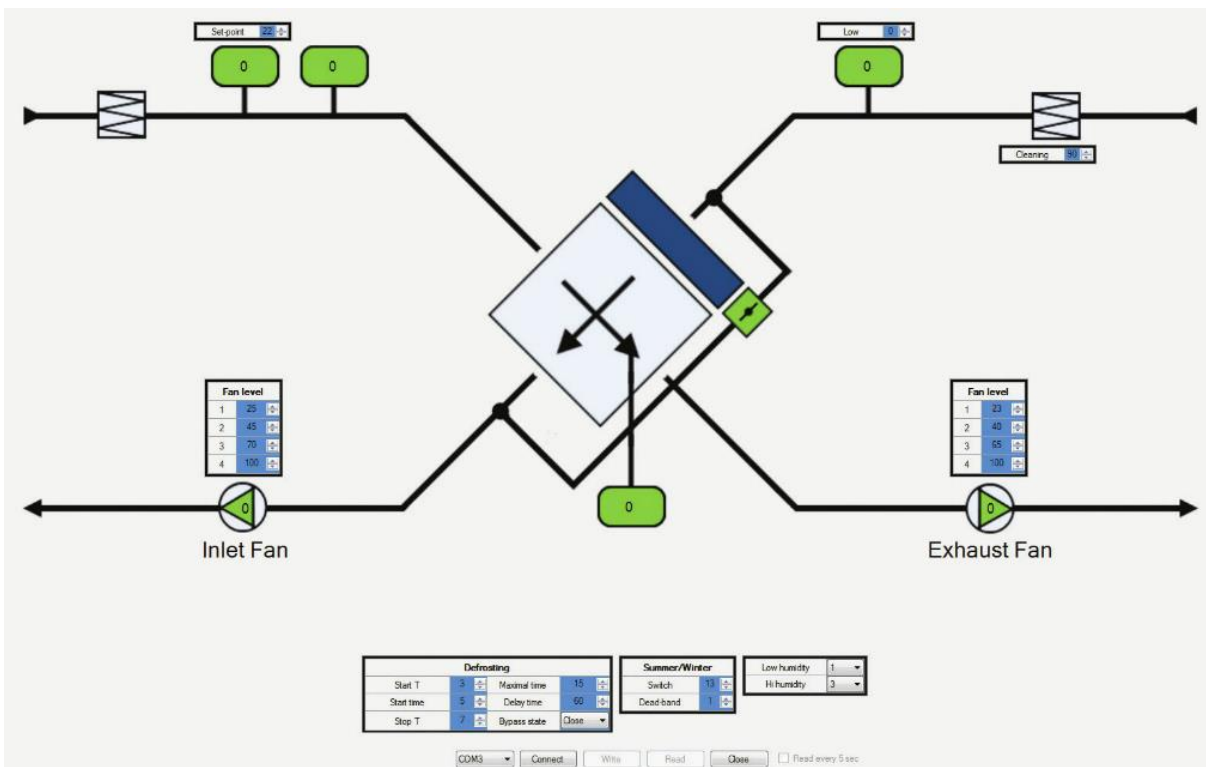 Set-point 22
Low 0
0
0
0
Cleaning 90
Fan level
1 25
2 45
3 70
4 100
Fan level
1 23
2 40
3 65
4 100
0
0
0
Inlet Fan
Exhaust Fan
Defrosting
Start T 3 Maximal time 15
Start time 5 Delay time 60
Stop T 7 Bypass state Close
Summer/Winter
Switch 13
Dead-band 1
Low humidity 1
Hi humidity 3
COM3 Connect Write Read Close Read every 5 sec